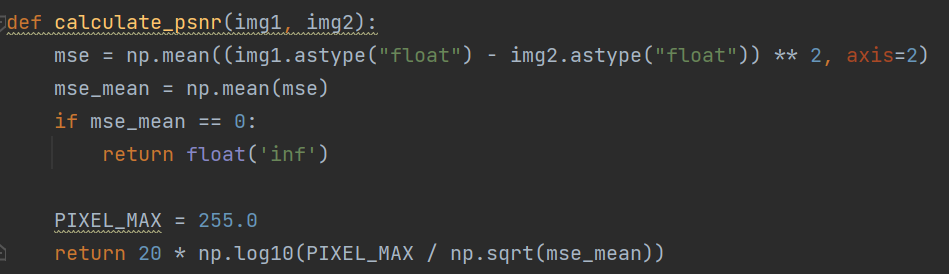 def calculate_psnr(img1, img2):
    mse = np.mean((img1.astype("float") - img2.astype("float")) ** 2, axis=2)
    mse_mean = np.mean(mse)
    if mse_mean == 0:
        return float('inf')

    PIXEL_MAX = 255.0
    return 20 * np.log10(PIXEL_MAX / np.sqrt(mse_mean))